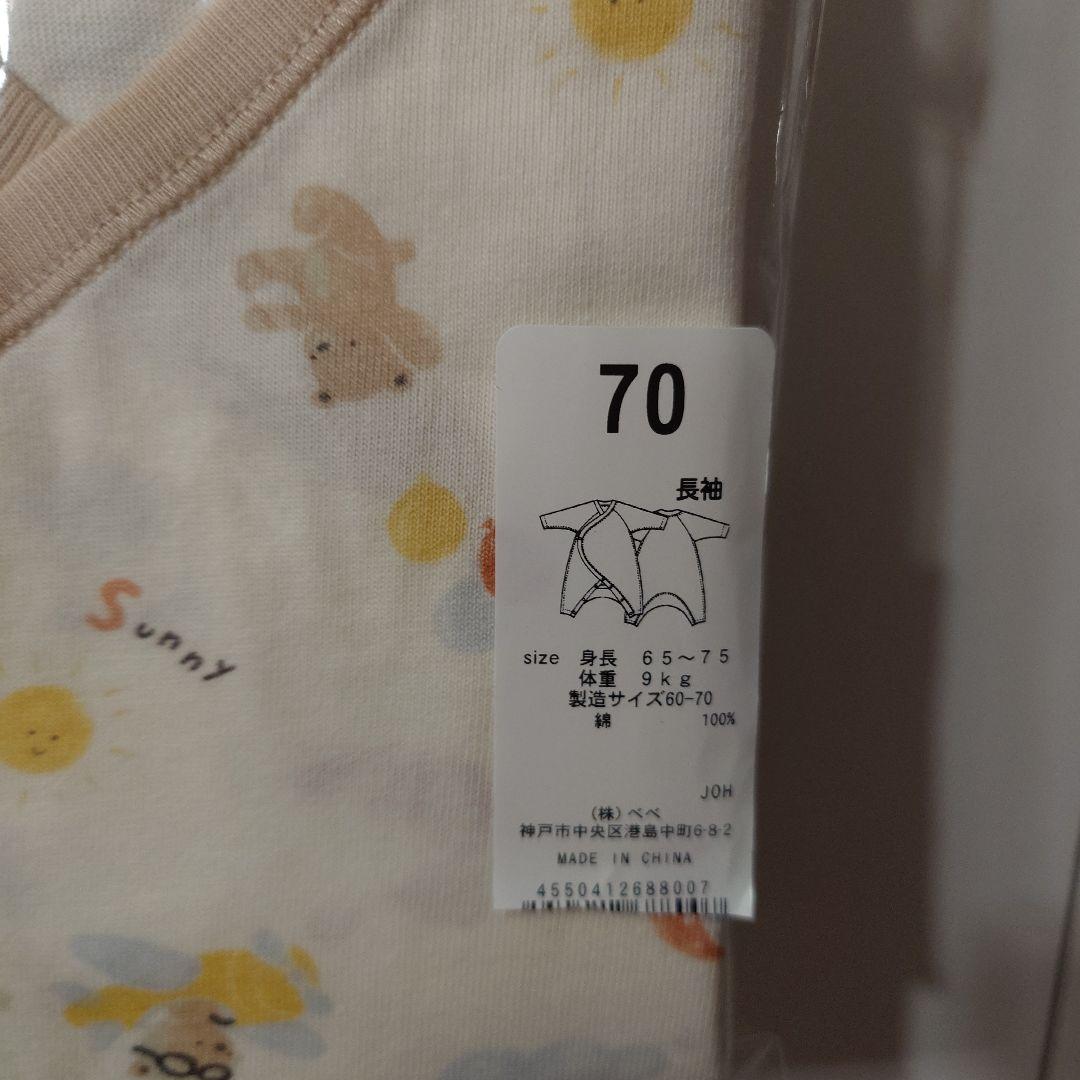 70
長袖
size 身長 65～75
体重 9kg
製造サイズ60-70
綿 100%
JOH
(株)べべ
神戸市中央区港島中町6-8-2
MADE IN CHINA
4550412688007
Sunny